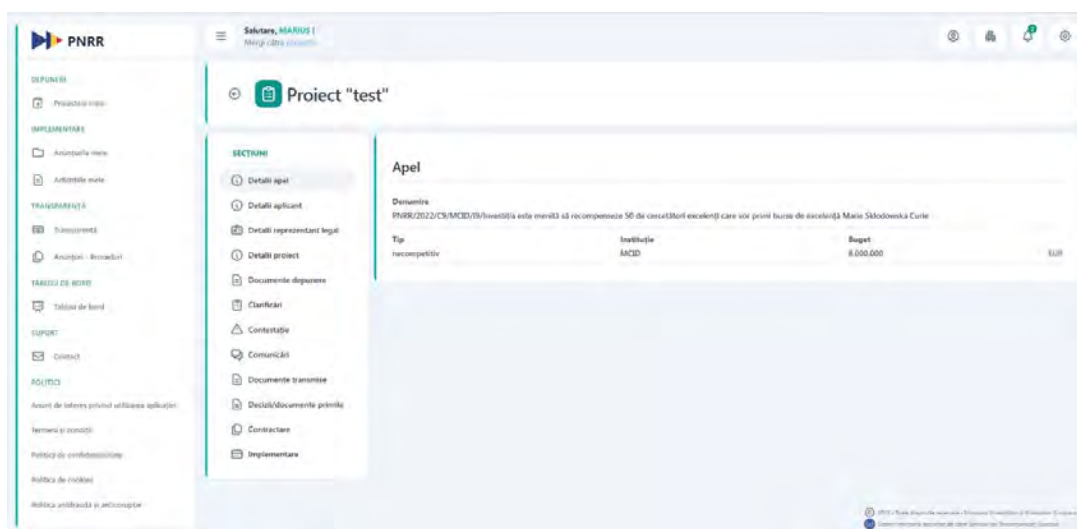 PNRR
Salutare, MARIUS !
Mergi către
DEPUNERI
Proiectele mele
IMPLEMENTARE
Anunțurile mele
Achizițiile mele
TRANSPARENȚĂ
Transparență
Anunțuri - Proceduri
TABLOU DE BORD
Tablou de bord
SUPORT
Contact
POLITICI
Anunț de interes privind utilizarea aplicației
Termeni și condiții
Politica de confidențialitate
Politica de cookies
Politica antifraudă și anticorupție
Proiect "test"
SECȚIUNI
Detalii apel
Detalii aplicant
Detalii reprezentant legal
Detalii proiect
Documente depunere
Clarificări
Contestație
Comunicări
Documente transmise
Decizii/documente primite
Contractare
Implementare
Apel
Denumire
PNRR/2022/C9/MCID/I9/Investiția este menită să recompenseze 50 de cercetători excelenți care vor primi burse de excelență Marie Skłodowska Curie
Tip
Instituție
Buget
necompetitiv
MCID
8.000.000
EUR